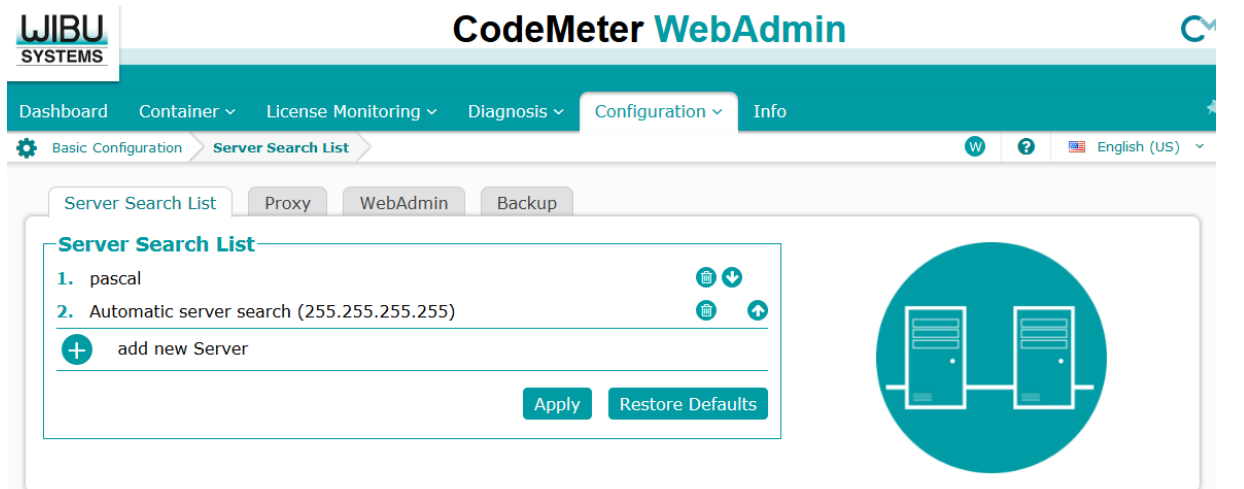 WIBU
SYSTEMS
CodeMeter WebAdmin
Dashboard Container License Monitoring Diagnosis Configuration Info
Basic Configuration Server Search List W ? English (US)
Server Search List Proxy WebAdmin Backup
Server Search List
1. pascal
2. Automatic server search (255.255.255.255)
+ add new Server
Apply Restore Defaults